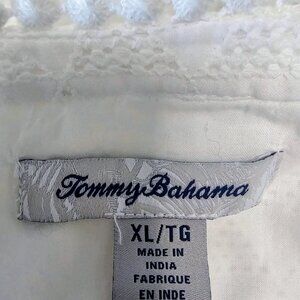 Tommy Bahama
XL/TG
MADE IN
INDIA
FABRIQUE
EN INDE